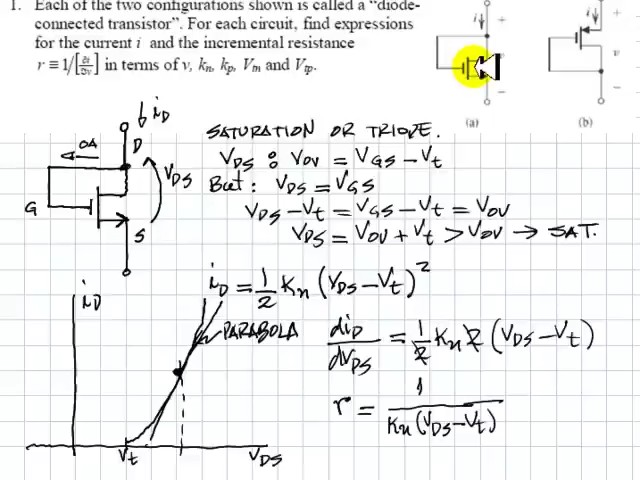 1. Each of the two configurations shown is called a "diode-
connected transistor". For each circuit, find expressions
for the current i and the incremental resistance
r ≡ 1/[∂i/∂v] in terms of v, kn, kp, Vtn and Vtp.
i + −
(a)
i + v −
(b)
iD
0A
D
G
S
VDS
SATURATION OR TRIODE.
VDS : VOV = VGS − Vt
But: VDS = VGS
VDS − Vt = VGS − Vt = VOV
VDS = VOV + Vt > VOV → SAT.
iD = 1/2 Kn (VDS − Vt)²
iD
PARABOLA
Vt
VDS
diD/dVDS = 1/2 Kn 2 (VDS − Vt)
r = 1/Kn(VDS − Vt)